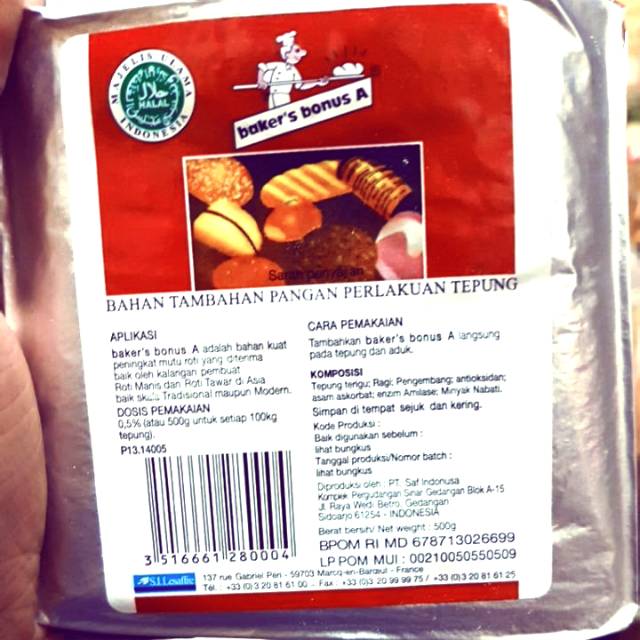 MAJELIS ULAMA
حلال
HALAL
INDONESIA
baker's bonus A
Saran penyajian
BAHAN TAMBAHAN PANGAN PERLAKUAN TEPUNG
APLIKASI
baker's bonus A adalah bahan kuat
peningkat mutu roti yang diterima
baik oleh kalangan pembuat
Roti Manis dan Roti Tawar di Asia
baik skala Tradisional maupun Modern.
DOSIS PEMAKAIAN
0,5% (atau 500g untuk setiap 100kg
tepung).
P13.14005
3 516661 280004
CARA PEMAKAIAN
Tambahkan baker's bonus A langsung
pada tepung dan aduk.
KOMPOSISI
Tepung terigu; Ragi; Pengembang; antioksidan;
asam askorbat; enzim Amilase; Minyak Nabati.
Simpan di tempat sejuk dan kering.
Kode Produksi :
Baik digunakan sebelum :
lihat bungkus
Tanggal produksi/Nomor batch :
lihat bungkus
Diproduksi oleh : PT. Saf Indonusa
Komplek Pergudangan Sinar Gedangan Blok A-15
Jl. Raya Wedi Betro, Gedangan
Sidoarjo 61254 - INDONESIA
Berat bersih/ Net weight : 500g
BPOM RI MD 678713026699
LP POM MUI : 00210050550509
S.I.Lesaffre
137 rue Gabriel Péri - 59703 Marcq-en-Barœul - France
Tél. : +33 (0)3 20 81 61 00 - Fax : +33 (0)3 20 99 99 75 / +33 (0)3 20 81 61 25